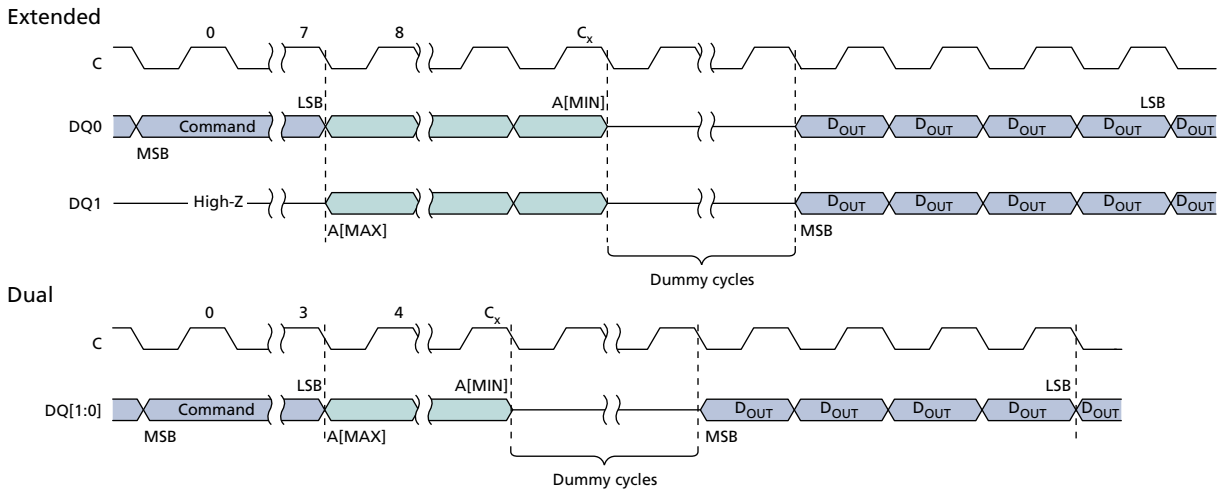 Extended
0 7 8 Cx
C
LSB A[MIN] LSB
DQ0 Command DOUT DOUT DOUT DOUT DOUT
MSB
DQ1 High-Z DOUT DOUT DOUT DOUT DOUT
A[MAX] MSB
Dummy cycles
Dual
0 3 4 Cx
C
LSB A[MIN] LSB
DQ[1:0] Command DOUT DOUT DOUT DOUT DOUT
MSB A[MAX] MSB
Dummy cycles